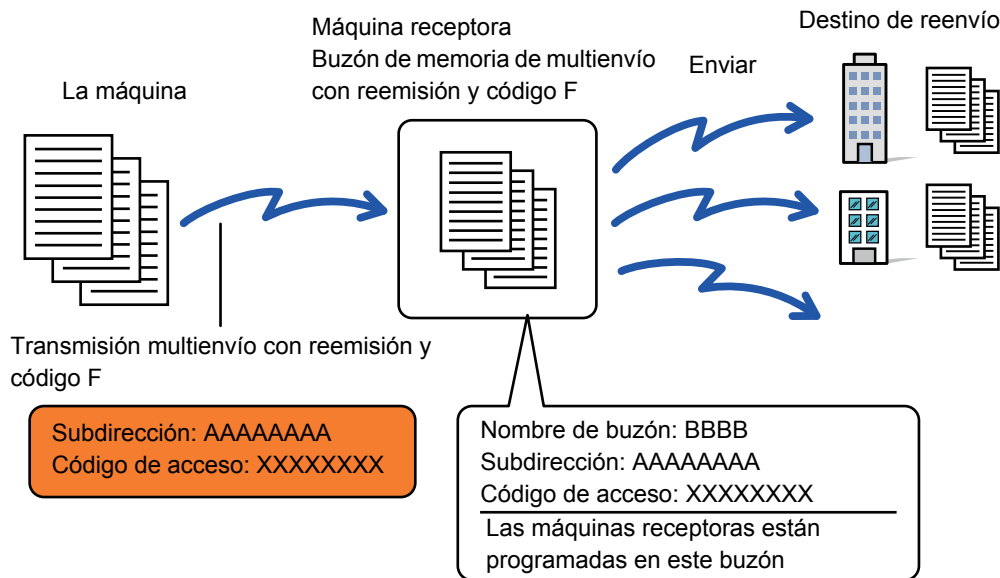 La máquina
Máquina receptora
Buzón de memoria de multienvío
con reemisión y código F
Enviar
Destino de reenvío
Transmisión multienvío con reemisión y
código F
Subdirección: AAAAAAAA
Código de acceso: XXXXXXXX
Nombre de buzón: BBBB
Subdirección: AAAAAAAA
Código de acceso: XXXXXXXX
Las máquinas receptoras están
programadas en este buzón